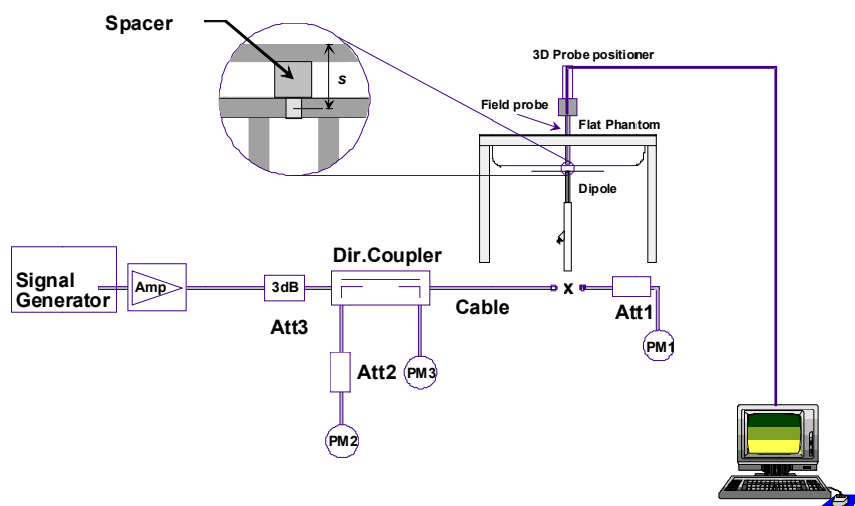 Spacer
s
3D Probe positioner
Field probe
Flat Phantom
Dipole
Dir.Coupler
Signal
Generator
Amp
3dB
Cable
x
Att1
Att3
PM1
Att2
PM3
PM2